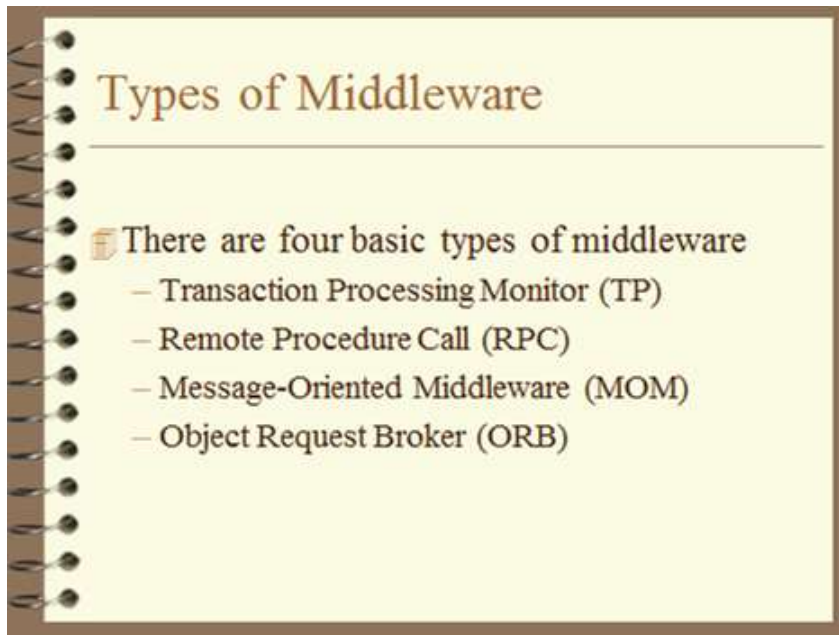 Types of Middleware
There are four basic types of middleware
– Transaction Processing Monitor (TP)
– Remote Procedure Call (RPC)
– Message-Oriented Middleware (MOM)
– Object Request Broker (ORB)